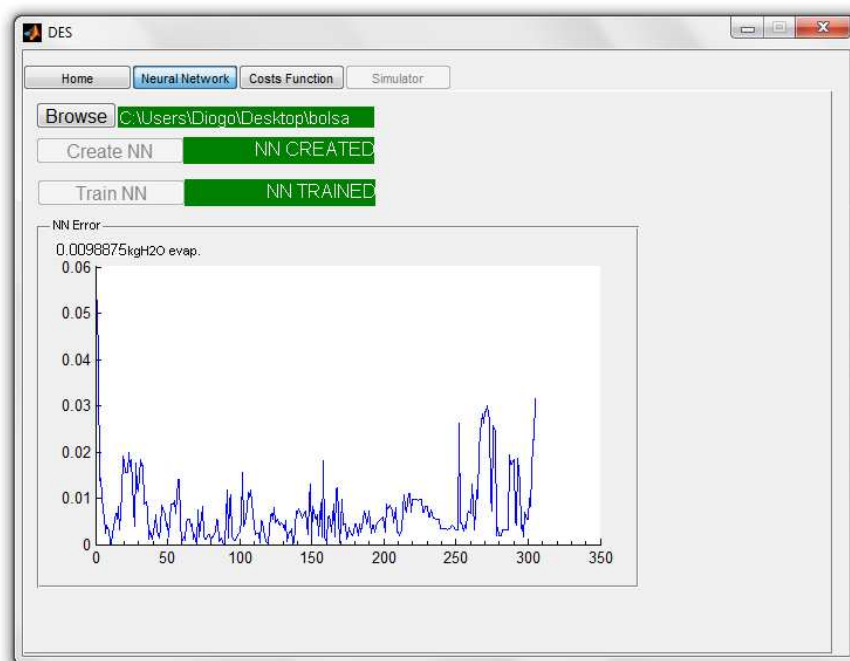 DES
Home Neural Network Costs Function Simulator
Browse C:\Users\Diogo\Desktop\bolsa
Create NN NN CREATED
Train NN NN TRAINED
NN Error
0.0098875kgH2O evap.
0.06
0.05
0.04
0.03
0.02
0.01
0
0 50 100 150 200 250 300 350